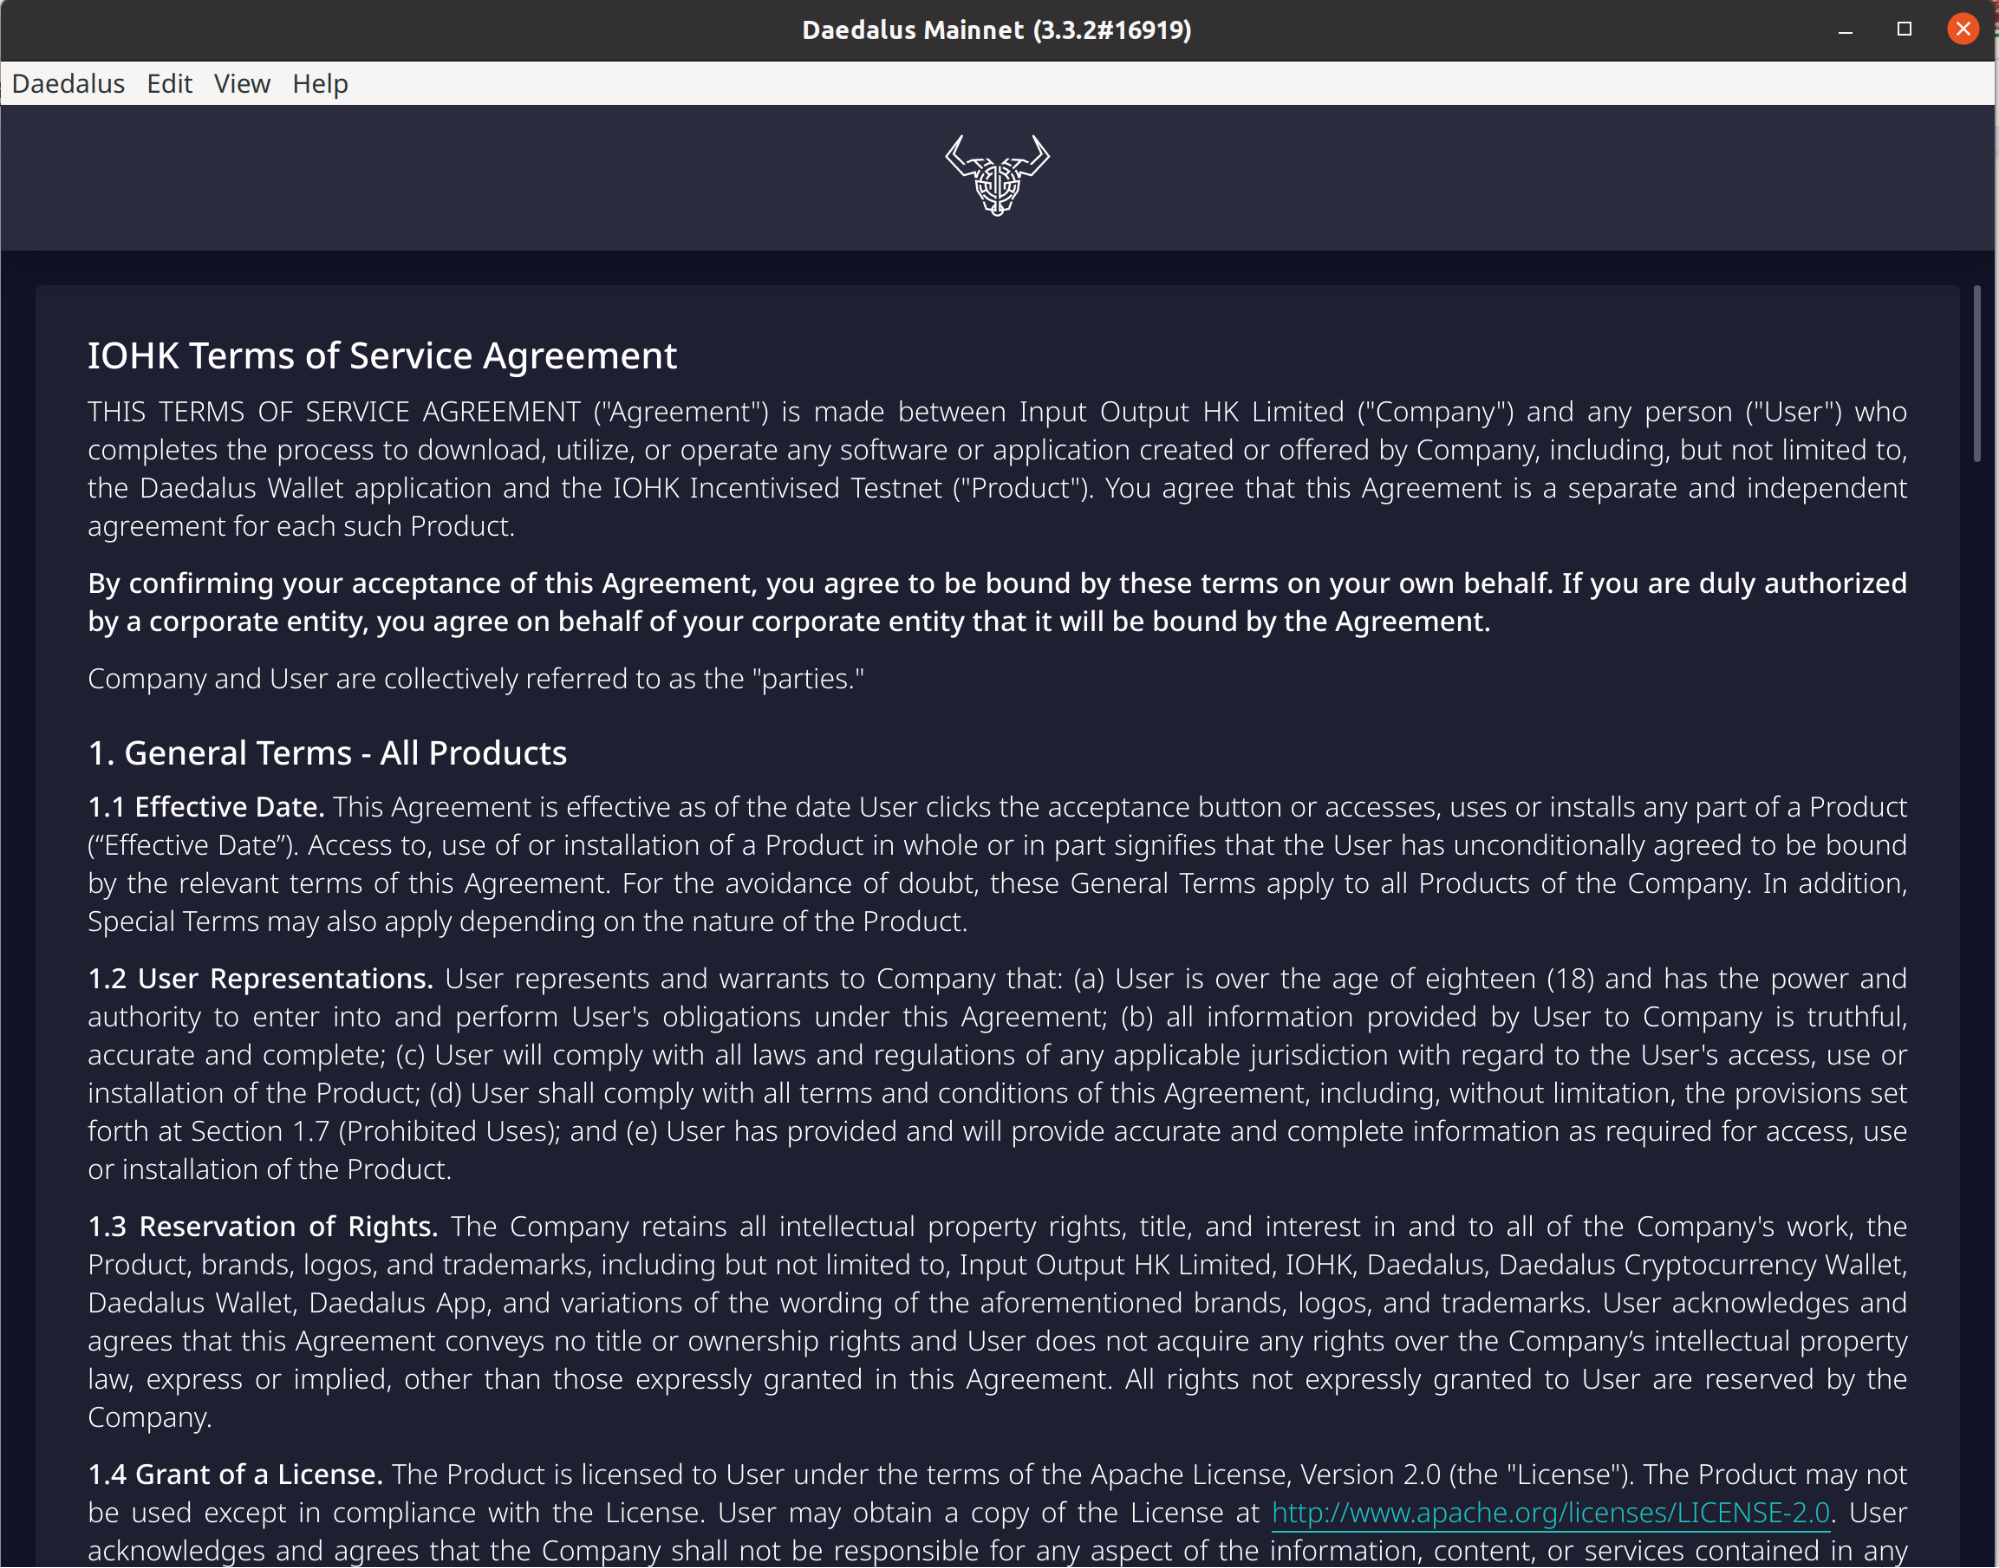 Daedalus Mainnet (3.3.2#16919)
Daedalus Edit View Help
IOHK Terms of Service Agreement
THIS TERMS OF SERVICE AGREEMENT ("Agreement") is made between Input Output HK Limited ("Company") and any person ("User") who
completes the process to download, utilize, or operate any software or application created or offered by Company, including, but not limited to,
the Daedalus Wallet application and the IOHK Incentivised Testnet ("Product"). You agree that this Agreement is a separate and independent
agreement for each such Product.
By confirming your acceptance of this Agreement, you agree to be bound by these terms on your own behalf. If you are duly authorized
by a corporate entity, you agree on behalf of your corporate entity that it will be bound by the Agreement.
Company and User are collectively referred to as the "parties."
1. General Terms - All Products
1.1 Effective Date. This Agreement is effective as of the date User clicks the acceptance button or accesses, uses or installs any part of a Product
(“Effective Date”). Access to, use of or installation of a Product in whole or in part signifies that the User has unconditionally agreed to be bound
by the relevant terms of this Agreement. For the avoidance of doubt, these General Terms apply to all Products of the Company. In addition,
Special Terms may also apply depending on the nature of the Product.
1.2 User Representations. User represents and warrants to Company that: (a) User is over the age of eighteen (18) and has the power and
authority to enter into and perform User's obligations under this Agreement; (b) all information provided by User to Company is truthful,
accurate and complete; (c) User will comply with all laws and regulations of any applicable jurisdiction with regard to the User's access, use or
installation of the Product; (d) User shall comply with all terms and conditions of this Agreement, including, without limitation, the provisions set
forth at Section 1.7 (Prohibited Uses); and (e) User has provided and will provide accurate and complete information as required for access, use
or installation of the Product.
1.3 Reservation of Rights. The Company retains all intellectual property rights, title, and interest in and to all of the Company's work, the
Product, brands, logos, and trademarks, including but not limited to, Input Output HK Limited, IOHK, Daedalus, Daedalus Cryptocurrency Wallet,
Daedalus Wallet, Daedalus App, and variations of the wording of the aforementioned brands, logos, and trademarks. User acknowledges and
agrees that this Agreement conveys no title or ownership rights and User does not acquire any rights over the Company’s intellectual property
law, express or implied, other than those expressly granted in this Agreement. All rights not expressly granted to User are reserved by the
Company.
1.4 Grant of a License. The Product is licensed to User under the terms of the Apache License, Version 2.0 (the "License"). The Product may not
be used except in compliance with the License. User may obtain a copy of the License at http://www.apache.org/licenses/LICENSE-2.0. User
acknowledges and agrees that the Company shall not be responsible for any aspect of the information, content, or services contained in any